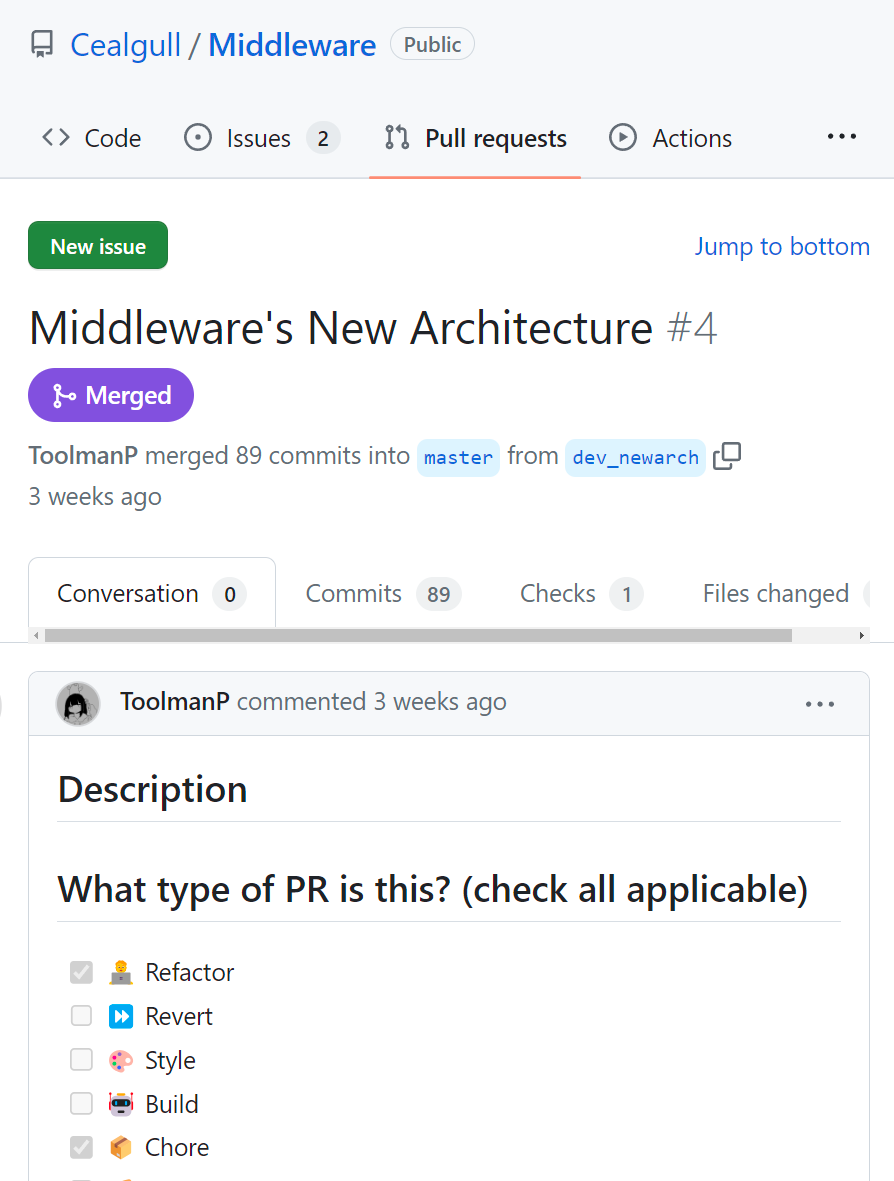 Cealgull / Middleware Public
Code Issues 2 Pull requests Actions
New issue Jump to bottom
Middleware's New Architecture #4
Merged
ToolmanP merged 89 commits into master from dev_newarch
3 weeks ago
Conversation 0 Commits 89 Checks 1 Files changed
ToolmanP commented 3 weeks ago
Description
What type of PR is this? (check all applicable)
Refactor
Revert
Style
Build
Chore